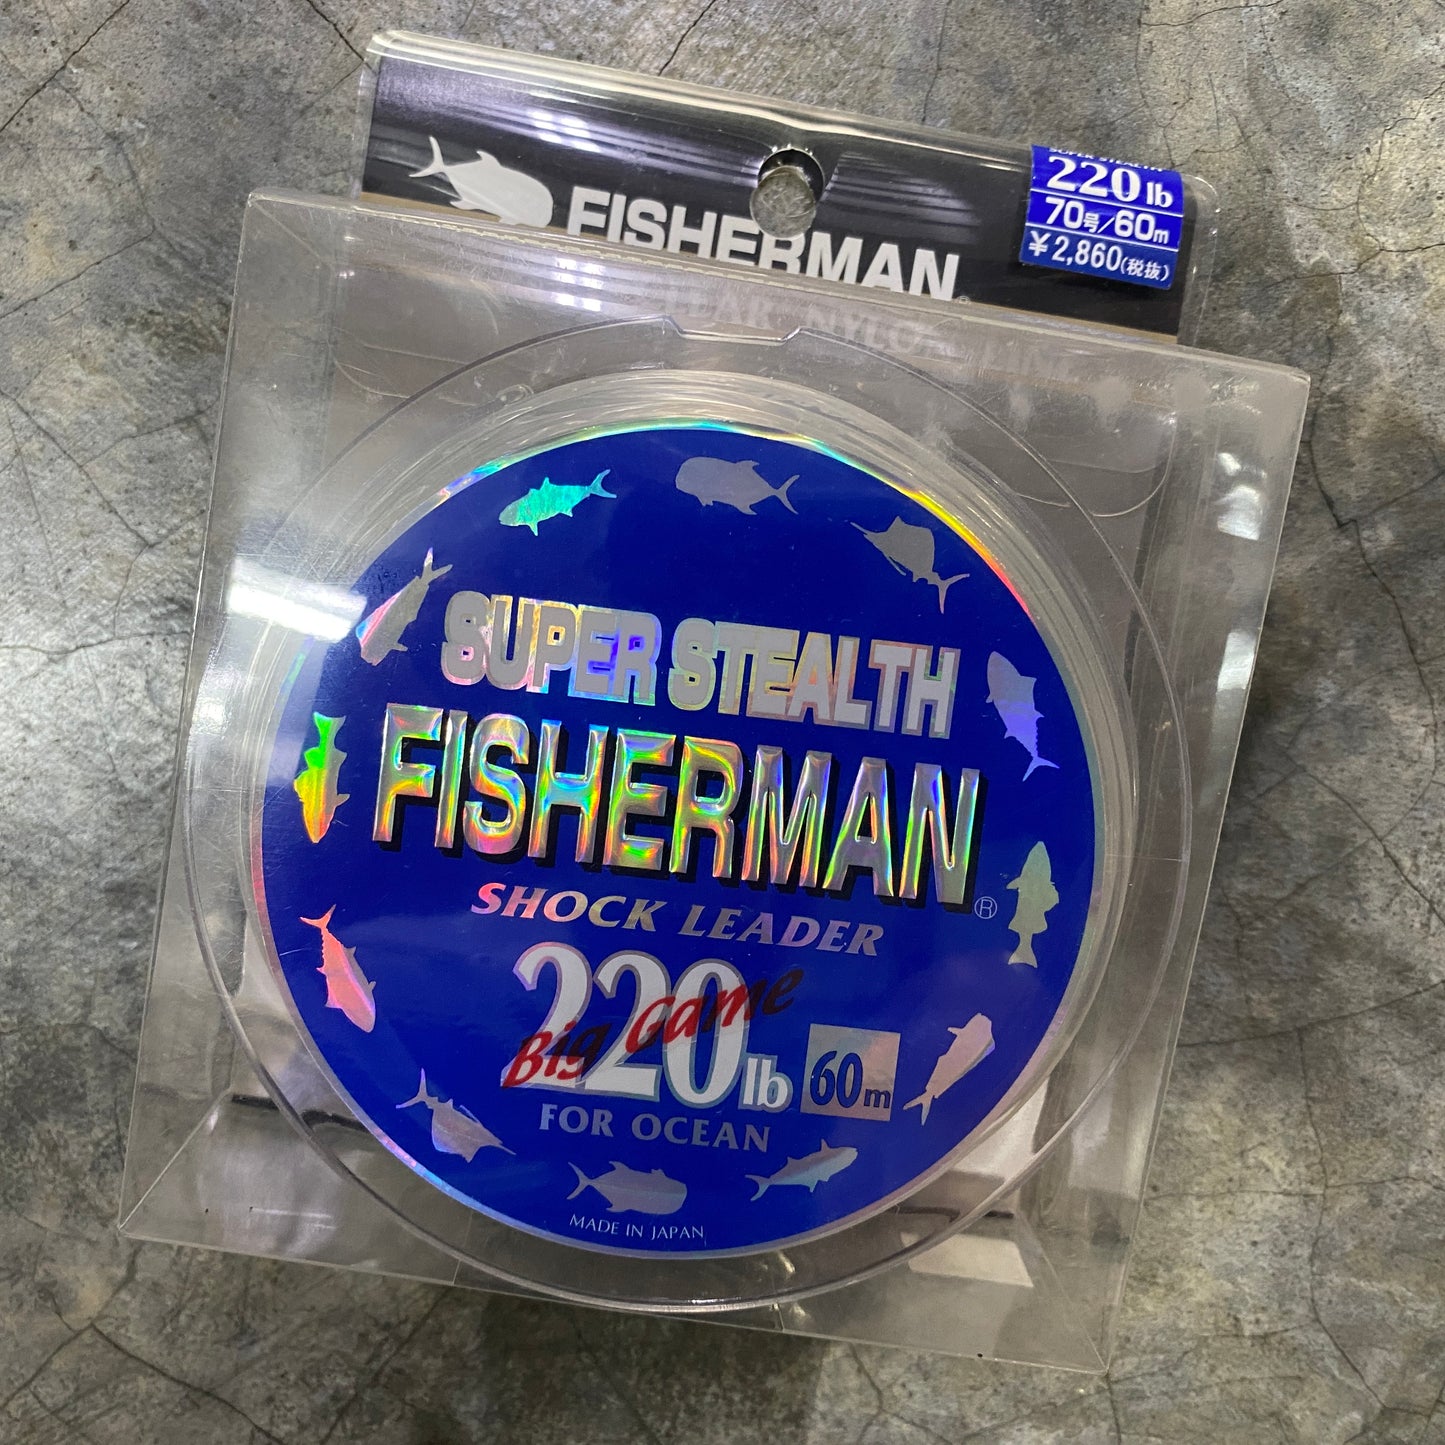 FISHERMAN
SUPER STEALTH
220lb
70号/60m
¥2,860(税抜)
NYLON
SUPER STEALTH
FISHERMAN®
SHOCK LEADER
220lb
Big Game
60m
FOR OCEAN
MADE IN JAPAN